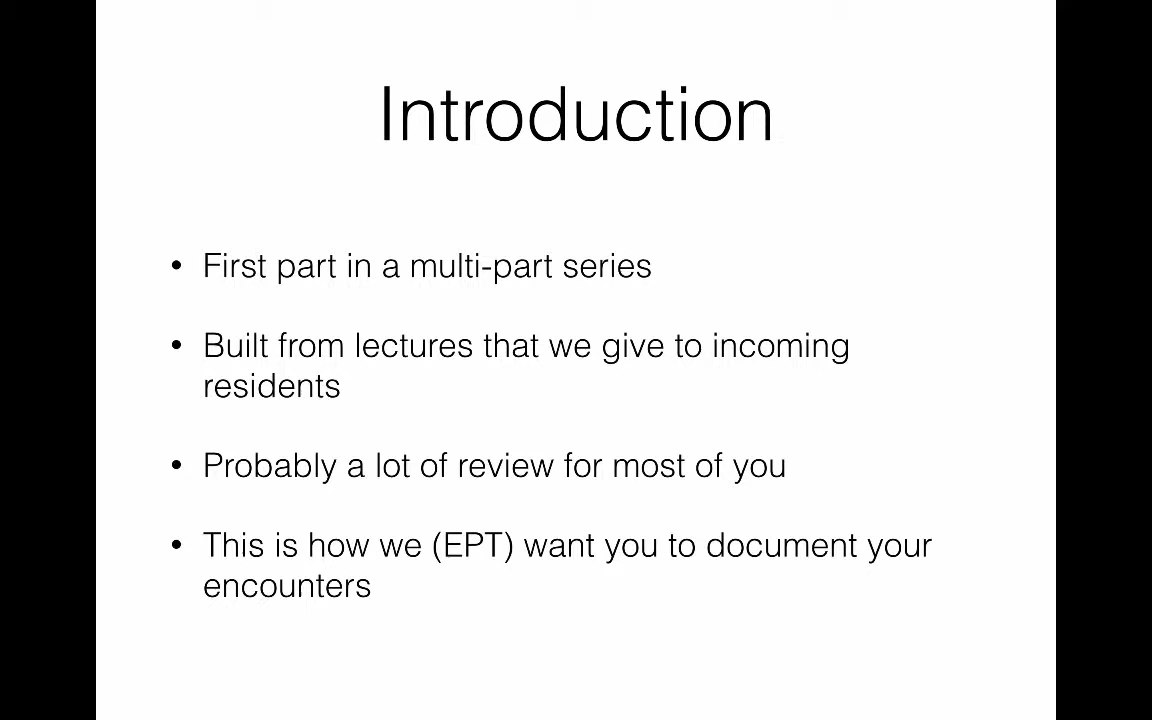 Introduction
• First part in a multi-part series
• Built from lectures that we give to incoming
residents
• Probably a lot of review for most of you
• This is how we (EPT) want you to document your
encounters